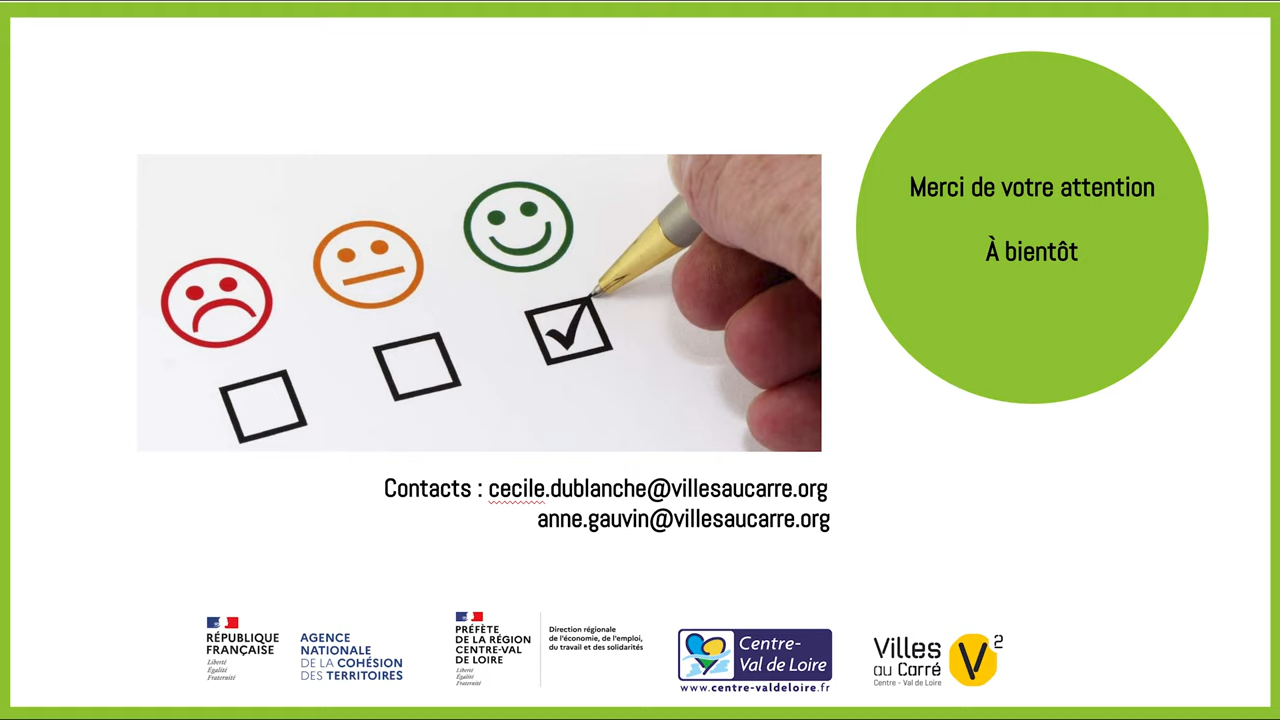 Merci de votre attention
À bientôt
Contacts : cecile.dublanche@villesaucarre.org
anne.gauvin@villesaucarre.org
RÉPUBLIQUE
FRANÇAISE
Liberté
Égalité
Fraternité
AGENCE
NATIONALE
DE LA COHÉSION
DES TERRITOIRES
PRÉFÈTE
DE LA RÉGION
CENTRE-VAL
DE LOIRE
Liberté
Égalité
Fraternité
Direction régionale
de l'économie, de l'emploi,
du travail et des solidarités
Centre-
Val de Loire
www.centre-valdeloire.fr
Villes
au Carré
Centre - Val de Loire
V2